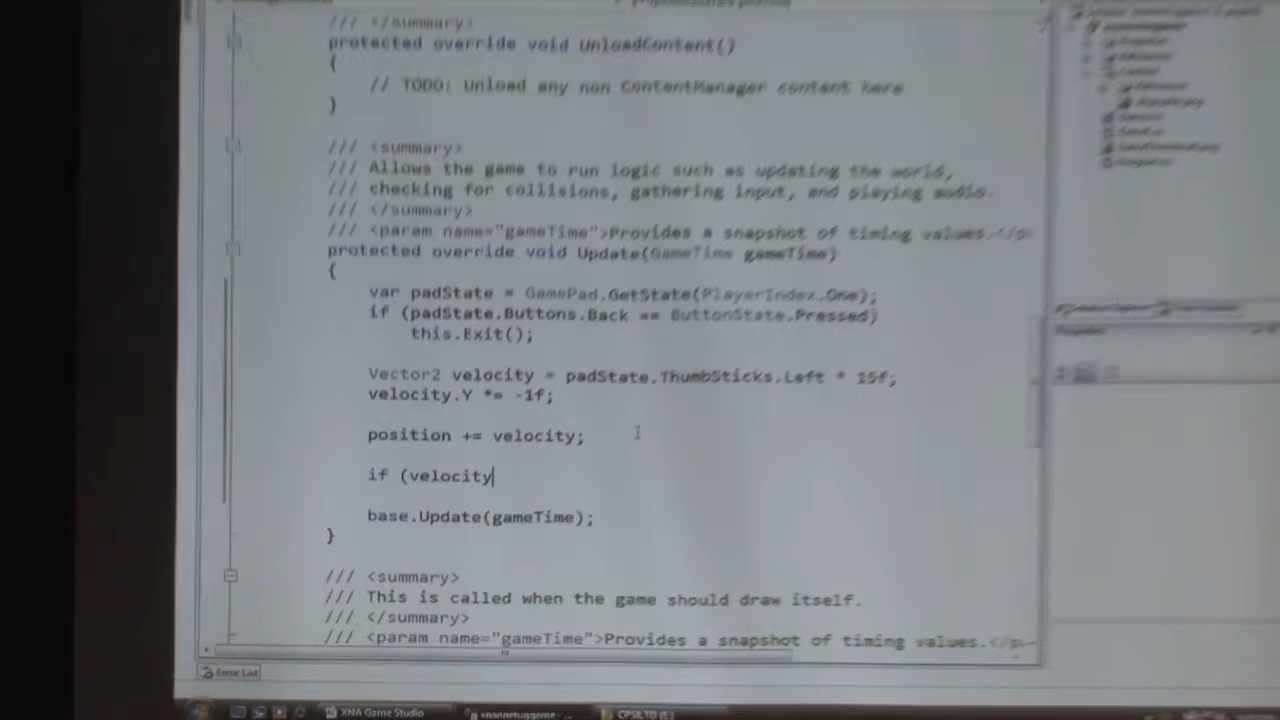 /// </summary>
protected override void UnloadContent()
{
// TODO: Unload any non ContentManager content here
}
/// <summary>
/// Allows the game to run logic such as updating the world,
/// checking for collisions, gathering input, and playing audio.
/// </summary>
/// <param name="gameTime">Provides a snapshot of timing values.</p
protected override void Update(GameTime gameTime)
{
var padState = GamePad.GetState(PlayerIndex.One);
if (padState.Buttons.Back == ButtonState.Pressed)
this.Exit();
Vector2 velocity = padState.ThumbSticks.Left * 15f;
velocity.Y *= -1f;
position += velocity;
if (velocity
base.Update(gameTime);
}
/// <summary>
/// This is called when the game should draw itself.
/// </summary>
/// <param name="gameTime">Provides a snapshot of timing values.</p
Error List
XNA Game Studio